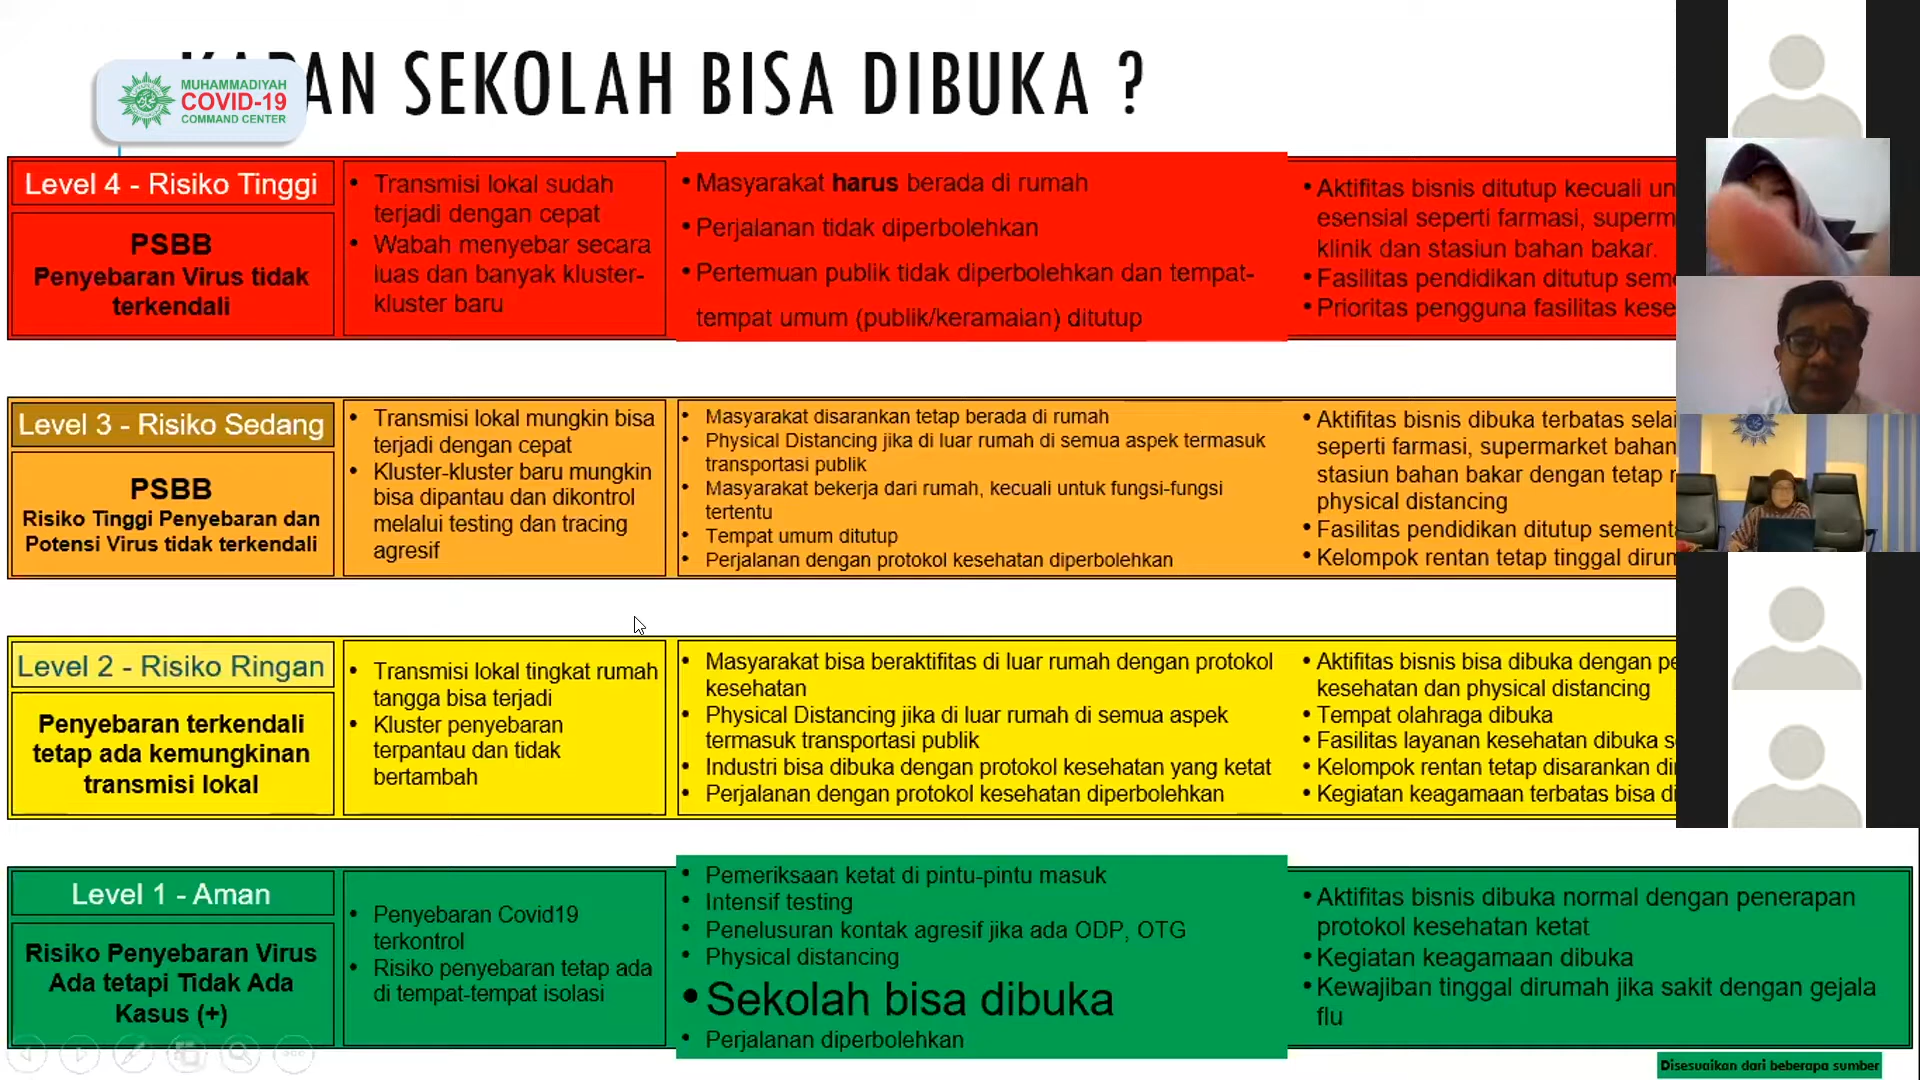 KAPAN SEKOLAH BISA DIBUKA ?
MUHAMMADIYAH
COVID-19
COMMAND CENTER
Level 4 - Risiko Tinggi
PSBB
Penyebaran Virus tidak
terkendali
• Transmisi lokal sudah
terjadi dengan cepat
• Wabah menyebar secara
luas dan banyak kluster-
kluster baru
• Masyarakat harus berada di rumah
• Perjalanan tidak diperbolehkan
• Pertemuan publik tidak diperbolehkan dan tempat-
tempat umum (publik/keramaian) ditutup
• Aktifitas bisnis ditutup kecuali un
esensial seperti farmasi, superm
klinik dan stasiun bahan bakar.
• Fasilitas pendidikan ditutup seme
• Prioritas pengguna fasilitas kese
Level 3 - Risiko Sedang
PSBB
Risiko Tinggi Penyebaran dan
Potensi Virus tidak terkendali
• Transmisi lokal mungkin bisa
terjadi dengan cepat
• Kluster-kluster baru mungkin
bisa dipantau dan dikontrol
melalui testing dan tracing
agresif
• Masyarakat disarankan tetap berada di rumah
• Physical Distancing jika di luar rumah di semua aspek termasuk
transportasi publik
• Masyarakat bekerja dari rumah, kecuali untuk fungsi-fungsi
tertentu
• Tempat umum ditutup
• Perjalanan dengan protokol kesehatan diperbolehkan
• Aktifitas bisnis dibuka terbatas selai
seperti farmasi, supermarket bahan
stasiun bahan bakar dengan tetap r
physical distancing
• Fasilitas pendidikan ditutup sement
• Kelompok rentan tetap tinggal dirum
Level 2 - Risiko Ringan
Penyebaran terkendali
tetap ada kemungkinan
transmisi lokal
• Transmisi lokal tingkat rumah
tangga bisa terjadi
• Kluster penyebaran
terpantau dan tidak
bertambah
• Masyarakat bisa beraktifitas di luar rumah dengan protokol
kesehatan
• Physical Distancing jika di luar rumah di semua aspek
termasuk transportasi publik
• Industri bisa dibuka dengan protokol kesehatan yang ketat
• Perjalanan dengan protokol kesehatan diperbolehkan
• Aktifitas bisnis bisa dibuka dengan pe
kesehatan dan physical distancing
• Tempat olahraga dibuka
• Fasilitas layanan kesehatan dibuka s
• Kelompok rentan tetap disarankan di
• Kegiatan keagamaan terbatas bisa di
Level 1 - Aman
Risiko Penyebaran Virus
Ada tetapi Tidak Ada
Kasus (+)
• Penyebaran Covid19
terkontrol
• Risiko penyebaran tetap ada
di tempat-tempat isolasi
• Pemeriksaan ketat di pintu-pintu masuk
• Intensif testing
• Penelusuran kontak agresif jika ada ODP, OTG
• Physical distancing
• Sekolah bisa dibuka
• Perjalanan diperbolehkan
• Aktifitas bisnis dibuka normal dengan penerapan
protokol kesehatan ketat
• Kegiatan keagamaan dibuka
• Kewajiban tinggal dirumah jika sakit dengan gejala
flu
Disesuaikan dari beberapa sumber